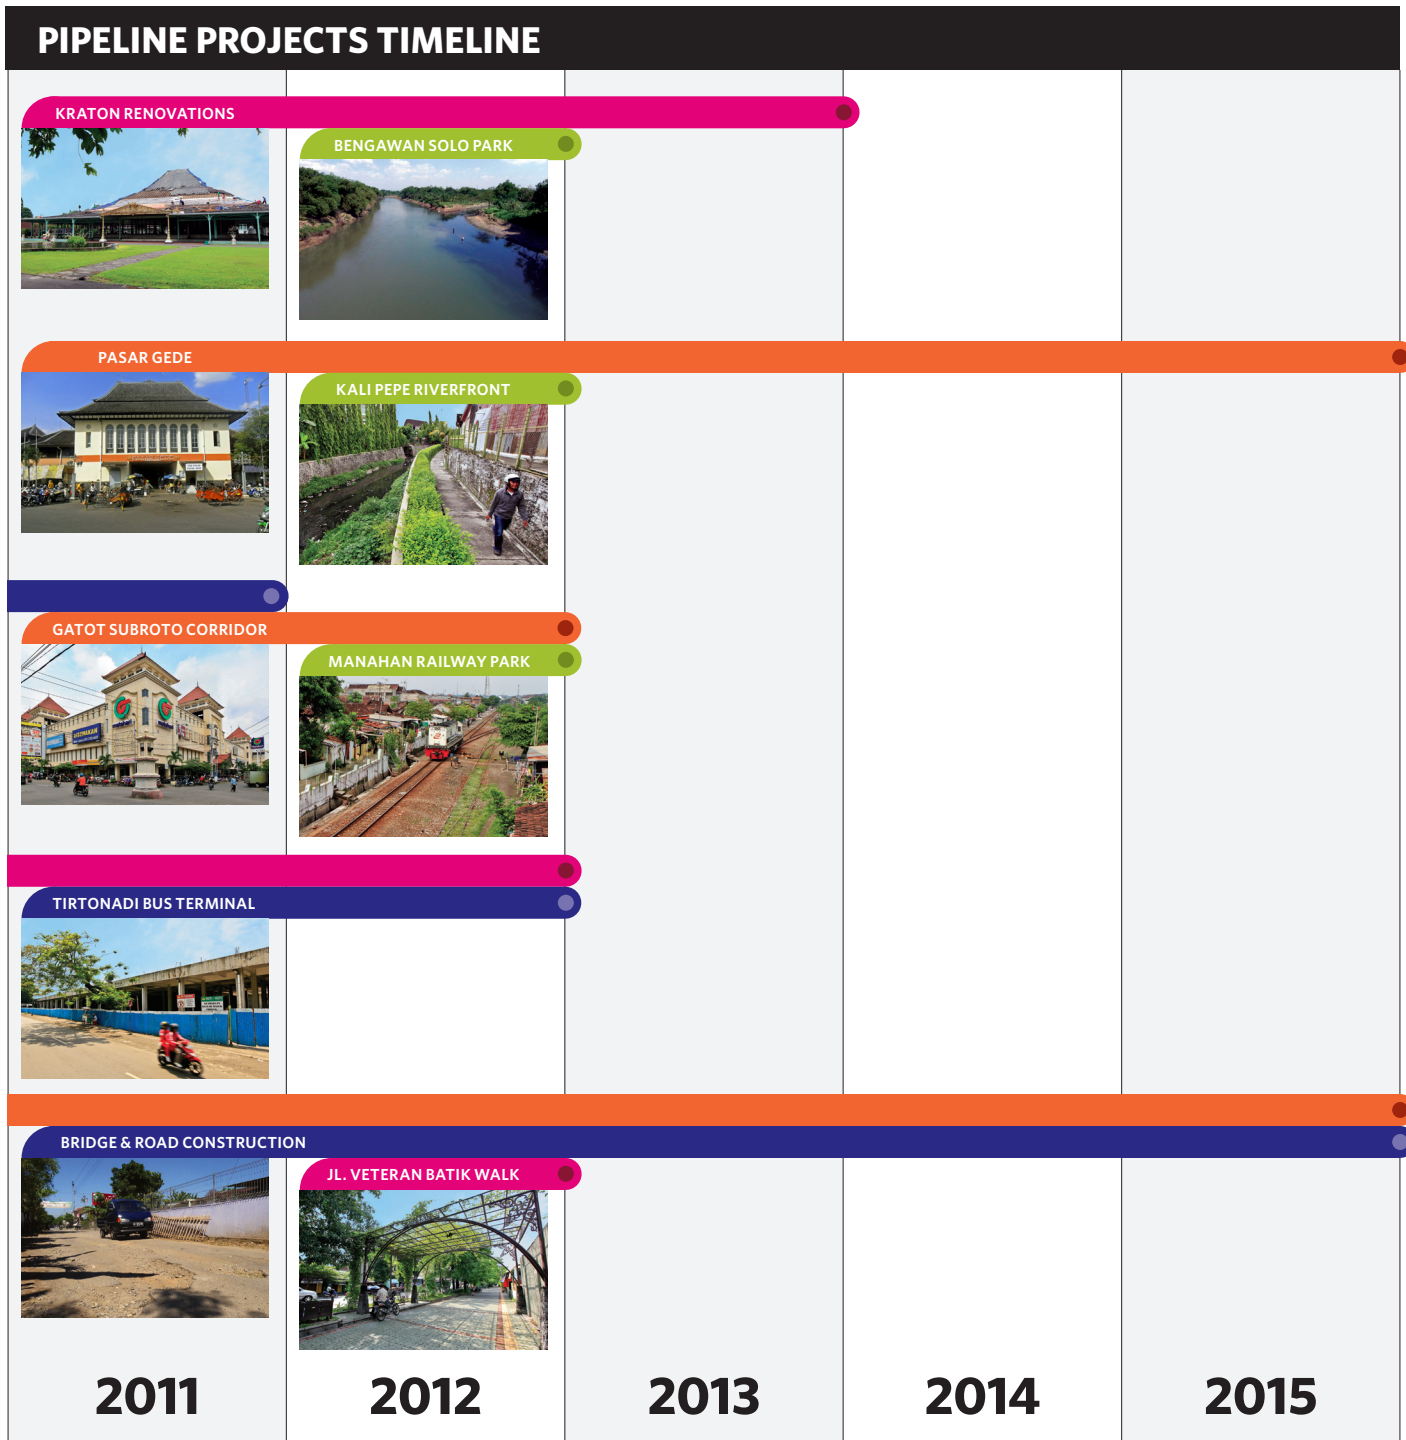 PIPELINE PROJECTS TIMELINE
KRATON RENOVATIONS
BENGAWAN SOLO PARK
PASAR GEDE
KALI PEPE RIVERFRONT
GATOT SUBROTO CORRIDOR
MANAHAN RAILWAY PARK
TIRTONADI BUS TERMINAL
BRIDGE & ROAD CONSTRUCTION
JL. VETERAN BATIK WALK
2011 2012 2013 2014 2015